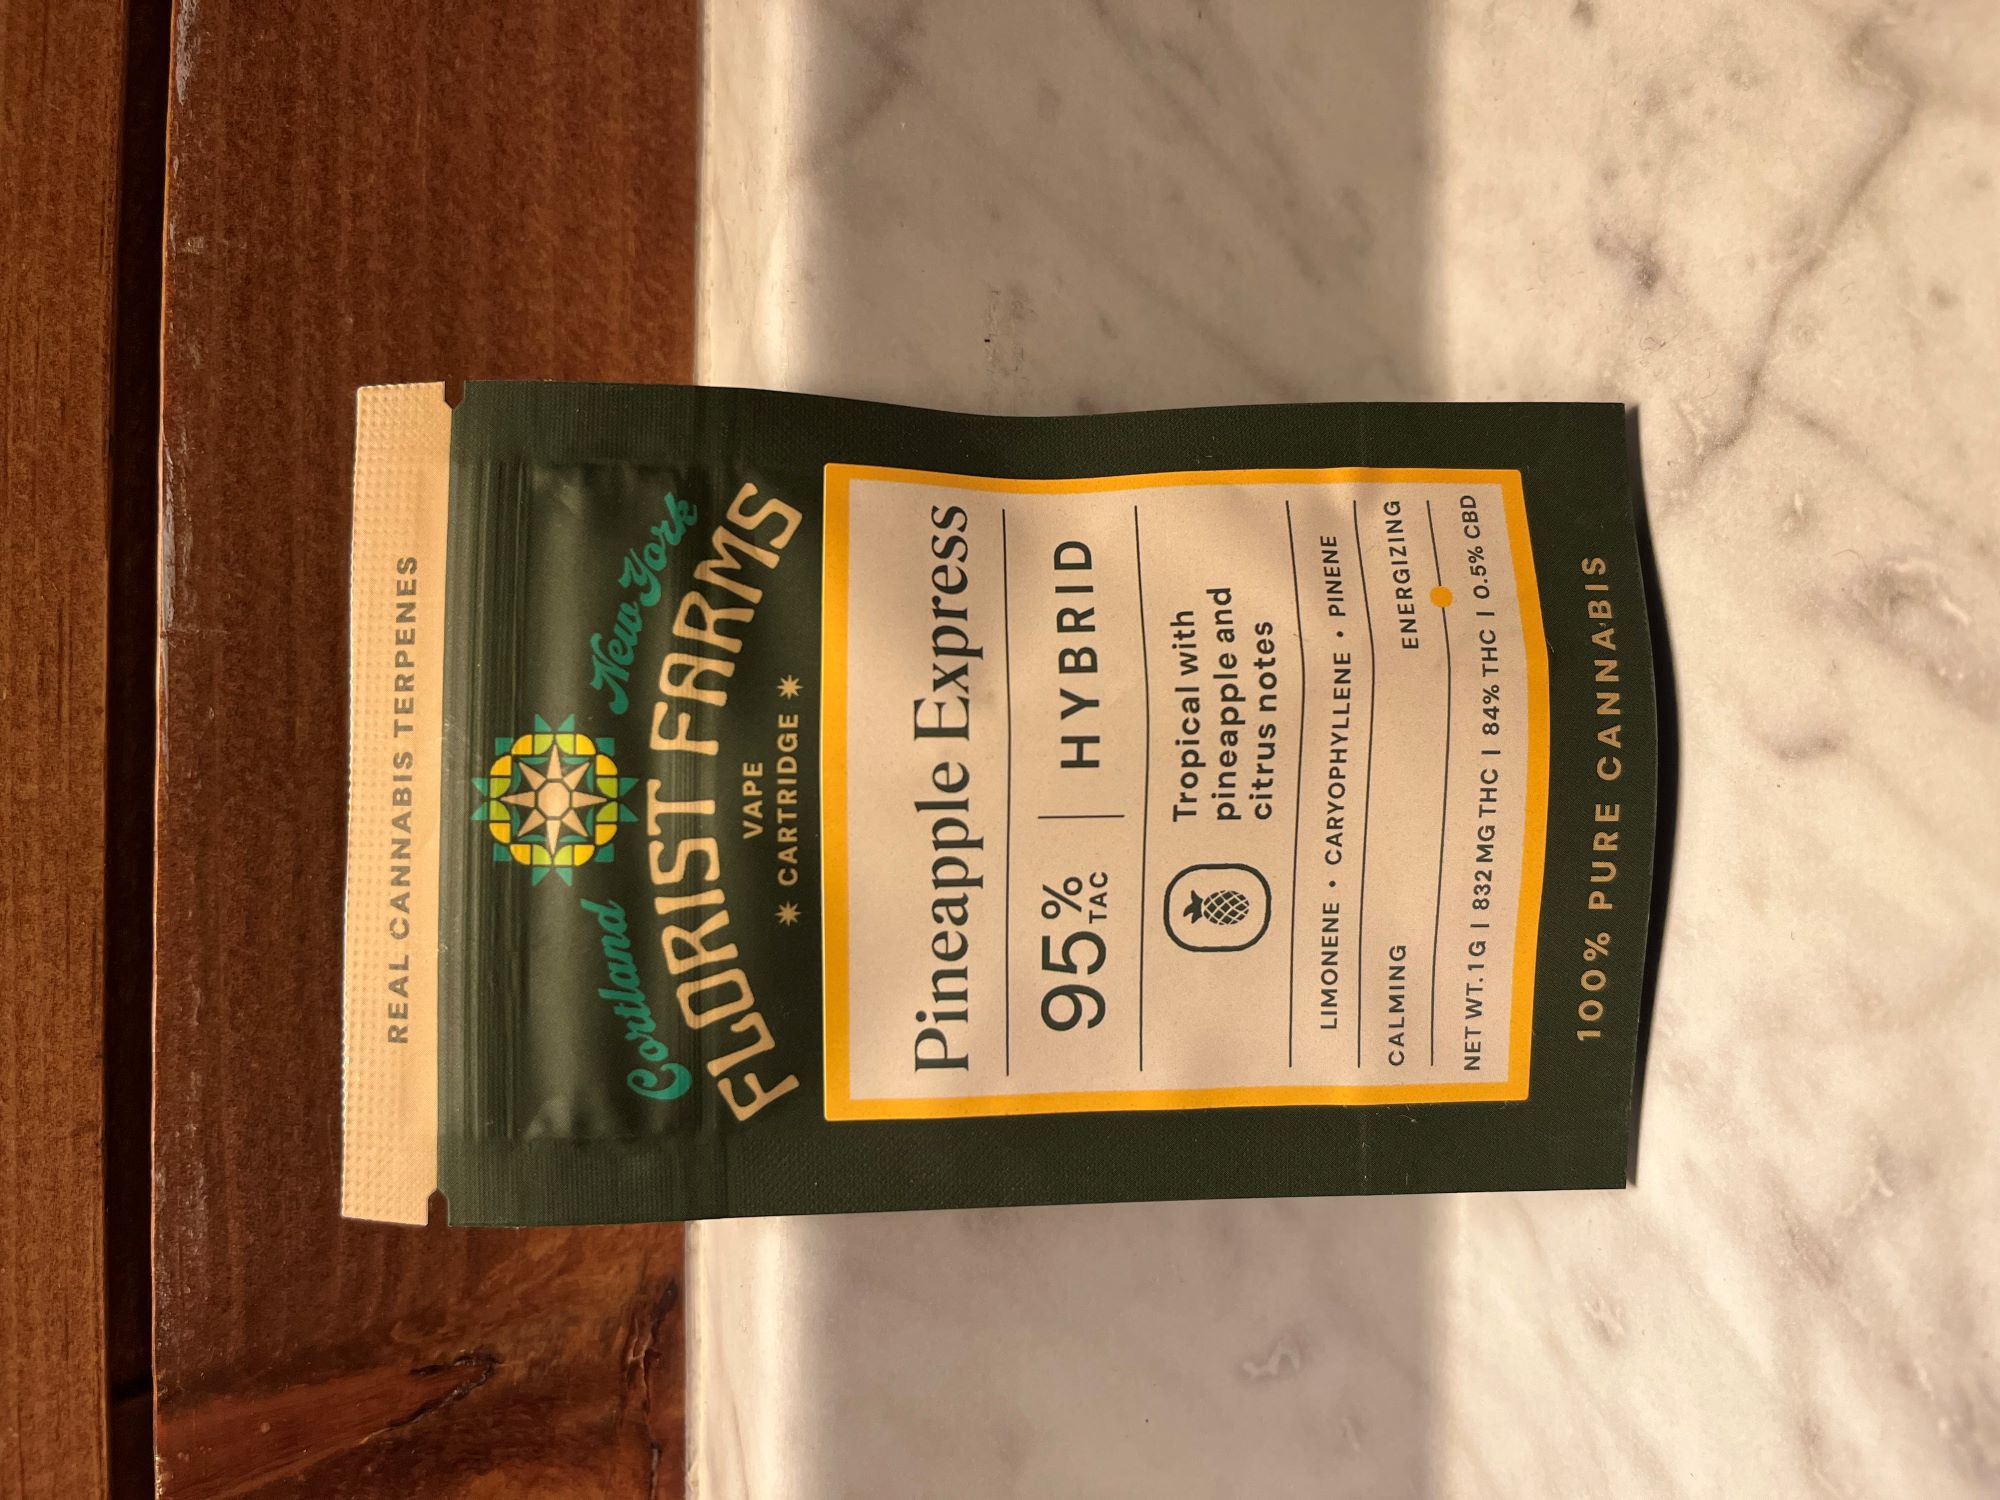 REAL CANNABIS TERPENES
Cortland New York
FLORIST FARMS
VAPE
CARTRIDGE
Pineapple Express
95% TAC | HYBRID
Tropical with
pineapple and
citrus notes
LIMONENE • CARYOPHYLLENE • PINENE
CALMING ENERGIZING
NET WT. 1G | 832 MG THC | 84% THC | 0.5% CBD
100% PURE CANNABIS